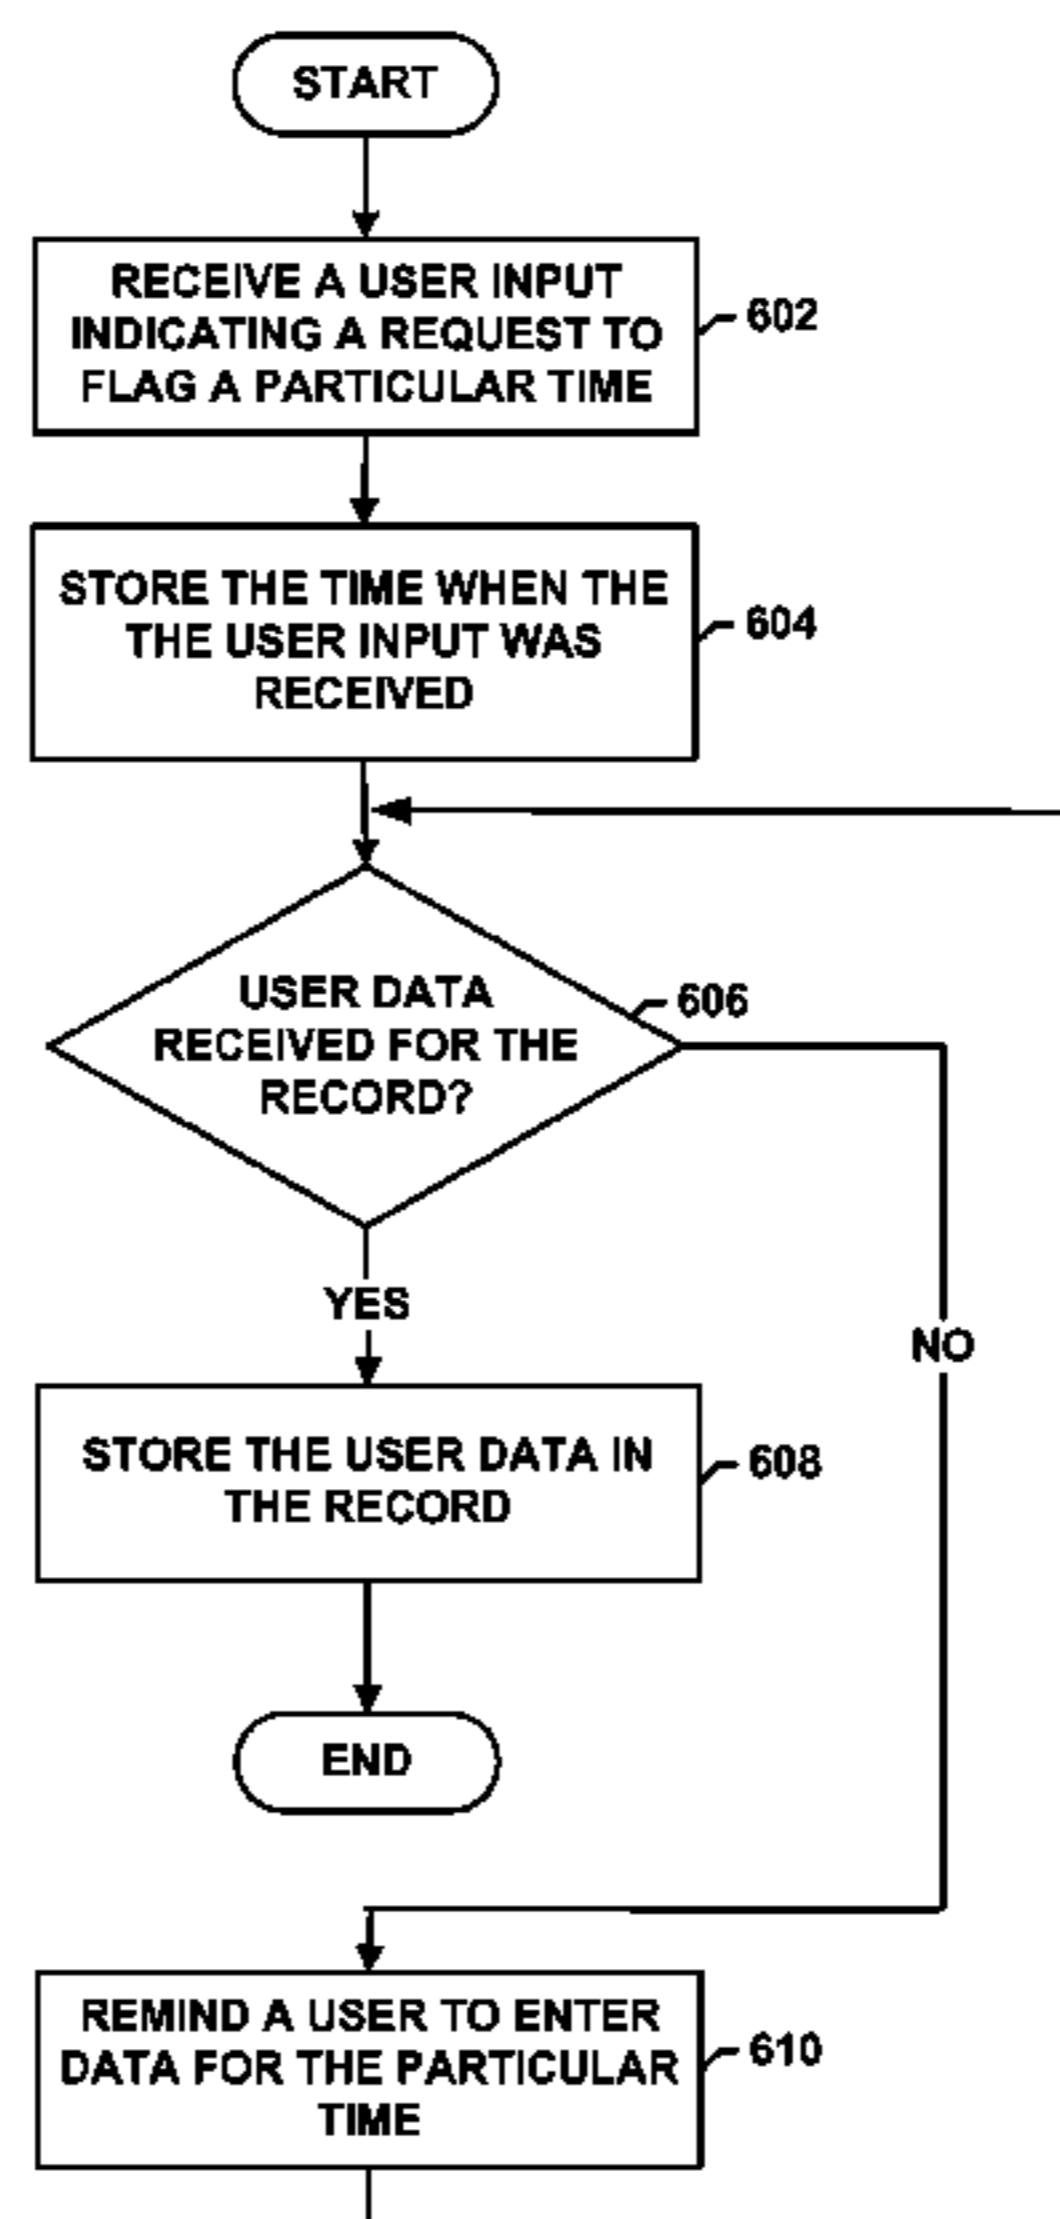 START
RECEIVE A USER INPUT
INDICATING A REQUEST TO
FLAG A PARTICULAR TIME
602
STORE THE TIME WHEN THE
THE USER INPUT WAS
RECEIVED
604
USER DATA
RECEIVED FOR THE
RECORD?
606
YES
NO
STORE THE USER DATA IN
THE RECORD
608
END
REMIND A USER TO ENTER
DATA FOR THE PARTICULAR
TIME
610